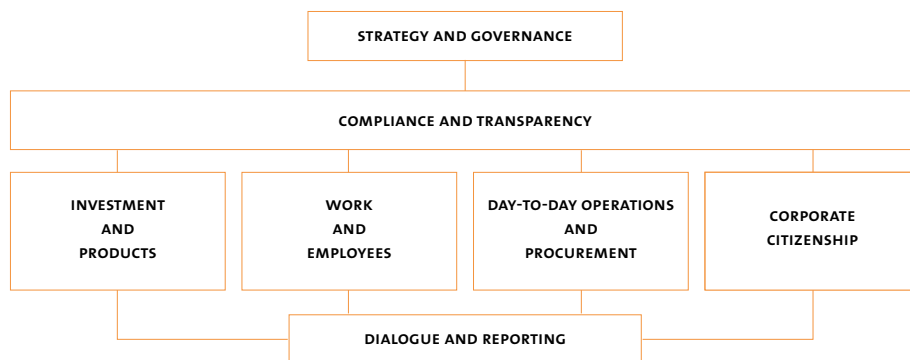 STRATEGY AND GOVERNANCE
COMPLIANCE AND TRANSPARENCY
INVESTMENT
AND
PRODUCTS
WORK
AND
EMPLOYEES
DAY-TO-DAY OPERATIONS
AND
PROCUREMENT
CORPORATE
CITIZENSHIP
DIALOGUE AND REPORTING